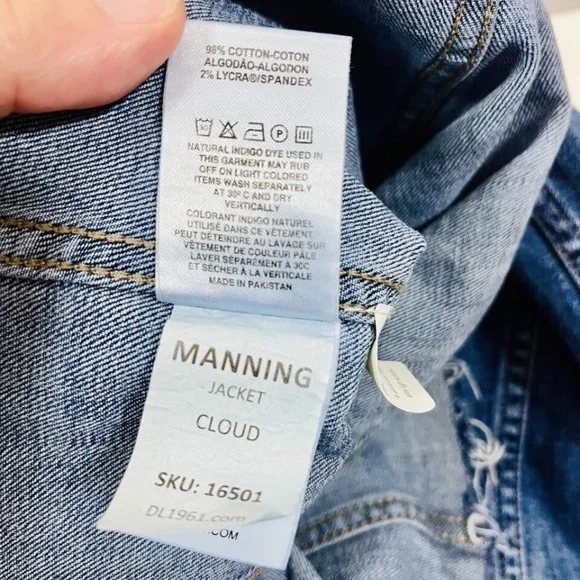 98% COTTON-COTON
ALGODÃO-ALGODON
2% LYCRA®/SPANDEX
30
P
NATURAL INDIGO DYE USED IN
THIS GARMENT MAY RUB
OFF ON LIGHT COLORED
ITEMS WASH SEPARATELY
AT 30º C AND DRY
VERTICALLY
COLORANT INDIGO NATUREL
UTILISÉ DANS CE VÊTEMENT
PEUT DÉTEINDRE AU LAVAGE SUR
VÊTEMENT DE COULEUR PÂLE
LAVER SÉPARÉMENT À 30C
ET SÉCHER À LA VERTICALE
MADE IN PAKISTAN
MANNING
JACKET
CLOUD
SKU: 16501
DL1961.com
.COM